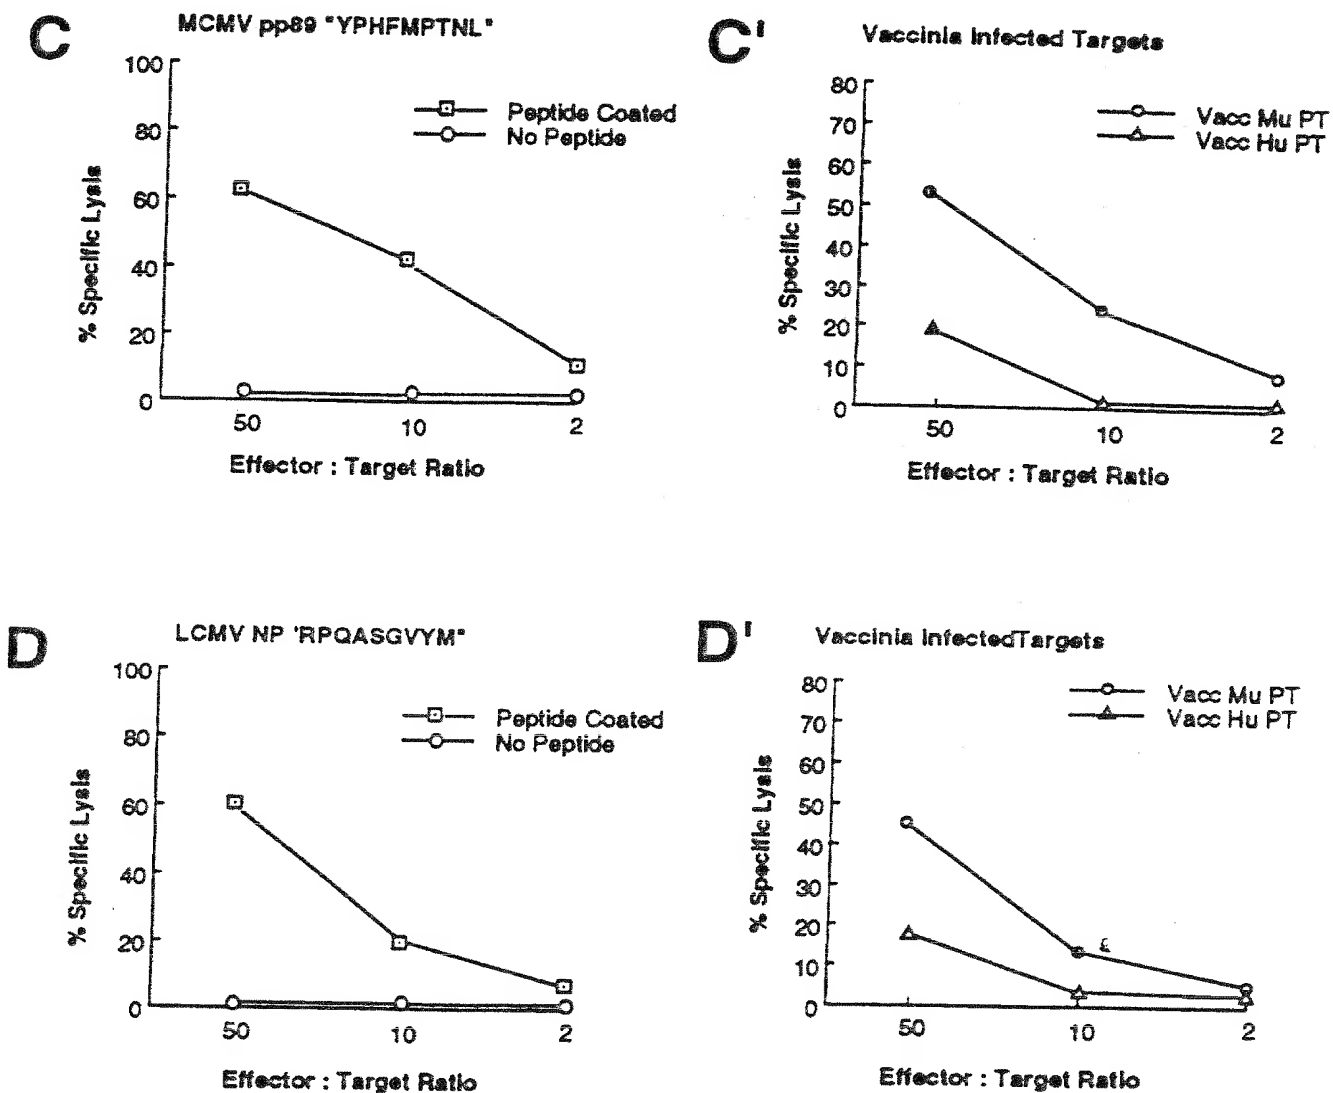 C
MCMV pp89 "YPHFMPTNL"
100
80
60
40
20
0
% Specific Lysis
Peptide Coated
No Peptide
50 10 2
Effector : Target Ratio
C'
Vaccinia Infected Targets
80
70
60
50
40
30
20
10
0
% Specific Lysis
Vacc Mu PT
Vacc Hu PT
50 10 2
Effector : Target Ratio
D
LCMV NP 'RPQASGVYM"
100
80
60
40
20
0
% Specific Lysis
Peptide Coated
No Peptide
50 10 2
Effector : Target Ratio
D'
Vaccinia InfectedTargets
80
70
60
50
40
30
20
10
0
% Specific Lysis
Vacc Mu PT
Vacc Hu PT
50 10 2
Effector : Target Ratio